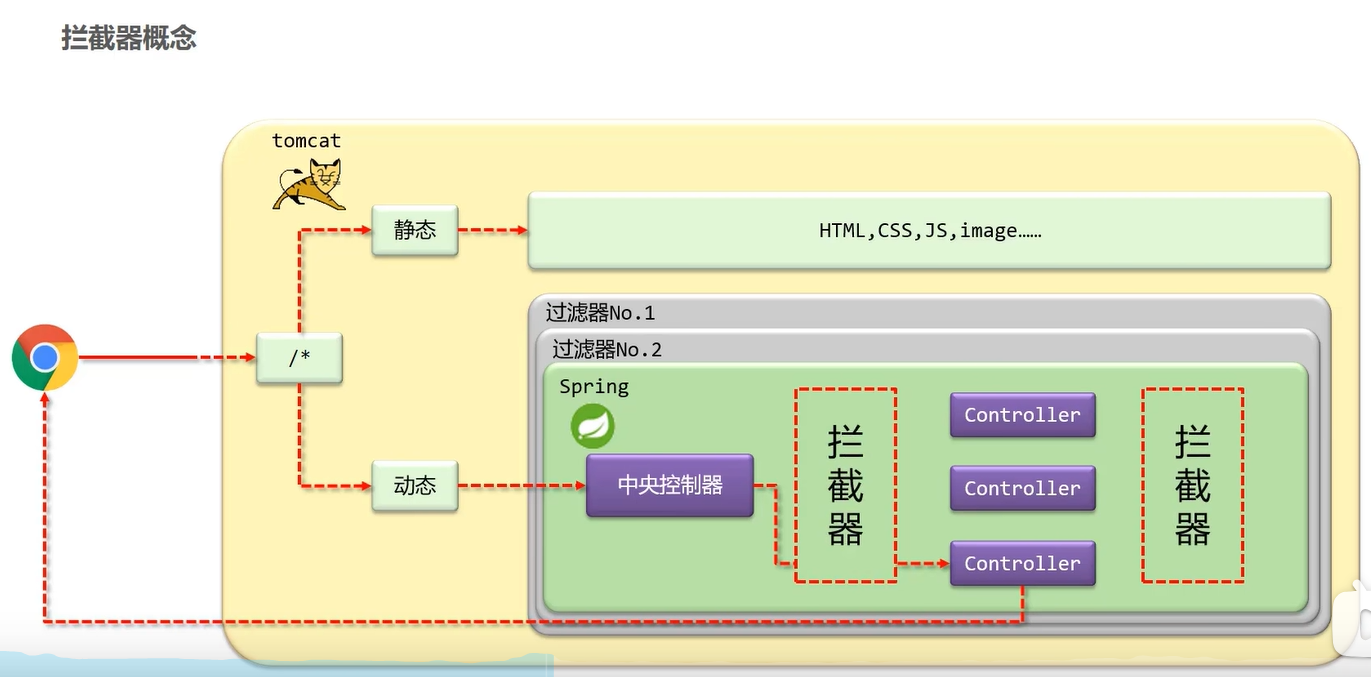 拦截器概念
tomcat
静态
HTML,CSS,JS,image……
/*
过滤器No.1
过滤器No.2
Spring
动态
中央控制器
拦
截
器
Controller
Controller
Controller
拦
截
器